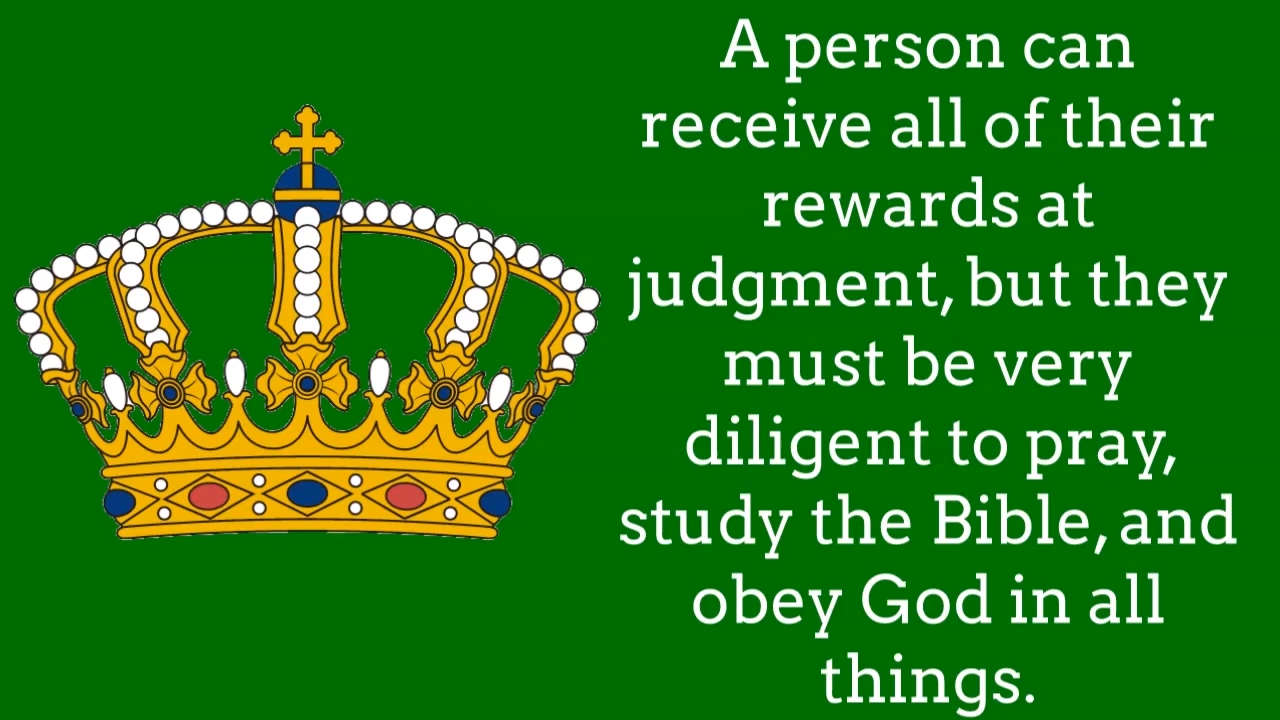 A person can
receive all of their
rewards at
judgment, but they
must be very
diligent to pray,
study the Bible, and
obey God in all
things.